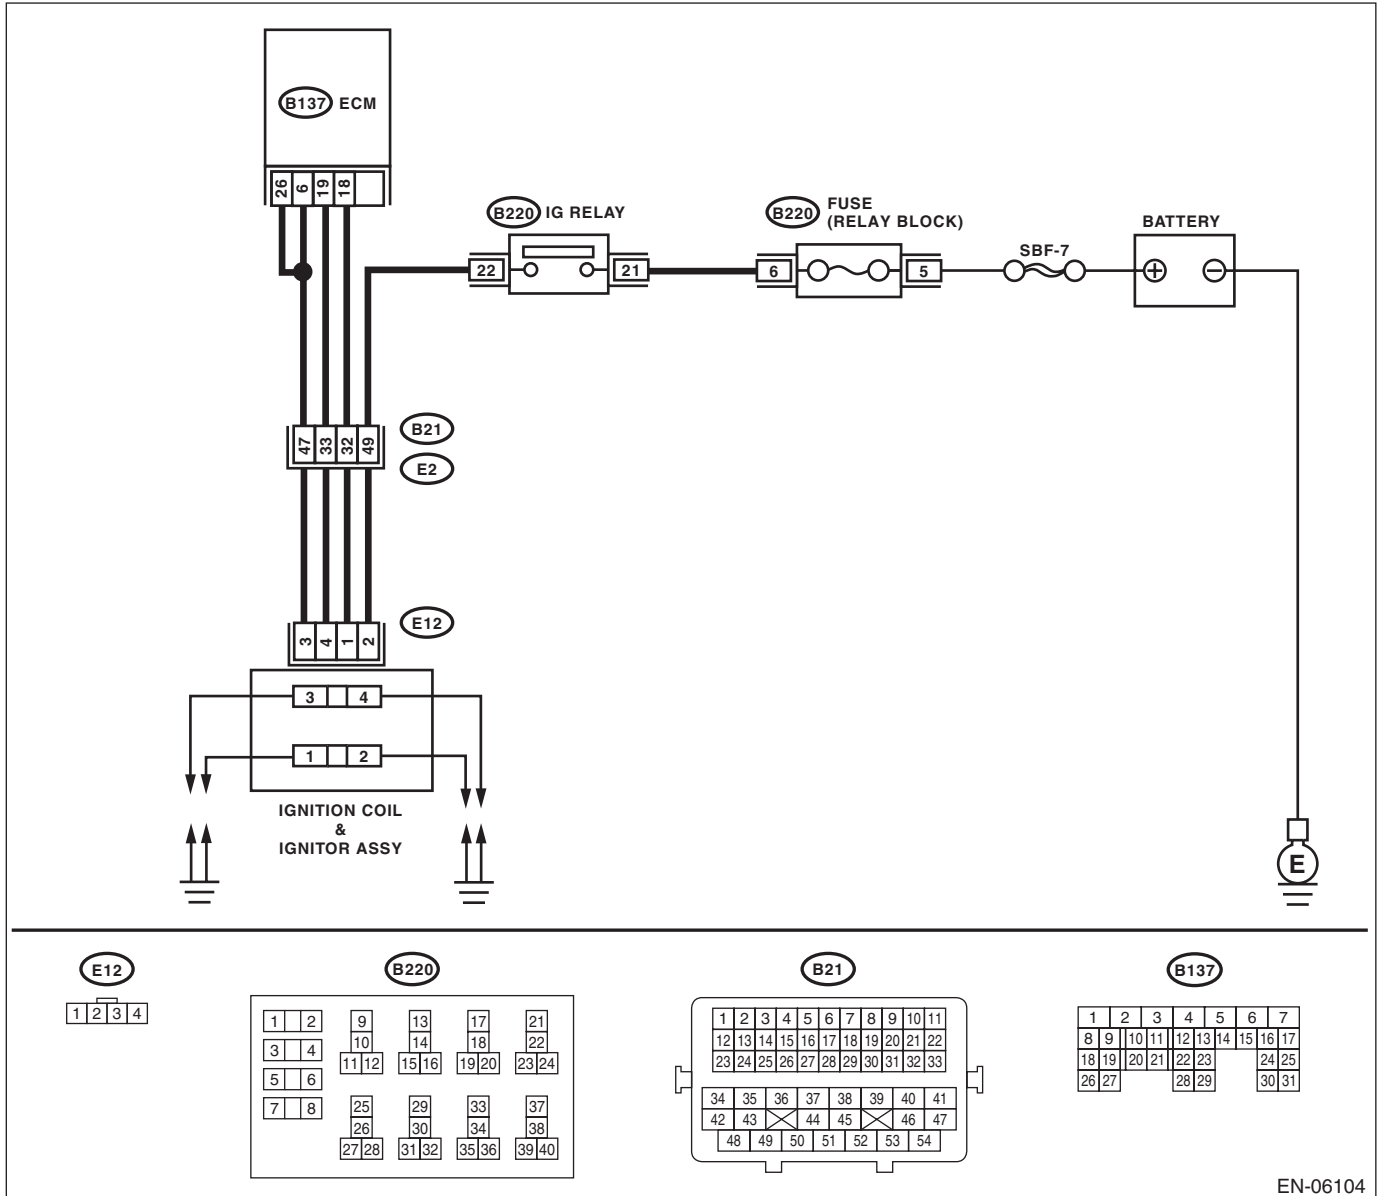 B137 ECM
26 6 19 18
B220 IG RELAY
B220 FUSE
(RELAY BLOCK)
SBF-7
BATTERY
22 21 6 5 + −
47 33 32 49
B21
E2
E12
3 4 1 2
3 4
1 2
IGNITION COIL
&
IGNITOR ASSY
E
E12
1 2 3 4
B220
1 2 9 13 17 21
10 14 18 22
3 4 11 12 15 16 19 20 23 24
5 6
7 8 25 29 33 37
26 30 34 38
27 28 31 32 35 36 39 40
B21
1 2 3 4 5 6 7 8 9 10 11
12 13 14 15 16 17 18 19 20 21 22
23 24 25 26 27 28 29 30 31 32 33
34 35 36 37 38 39 40 41
42 43 44 45 46 47
48 49 50 51 52 53 54
B137
1 2 3 4 5 6 7
8 9 10 11 12 13 14 15 16 17
18 19 20 21 22 23 24 25
26 27 28 29 30 31
EN-06104